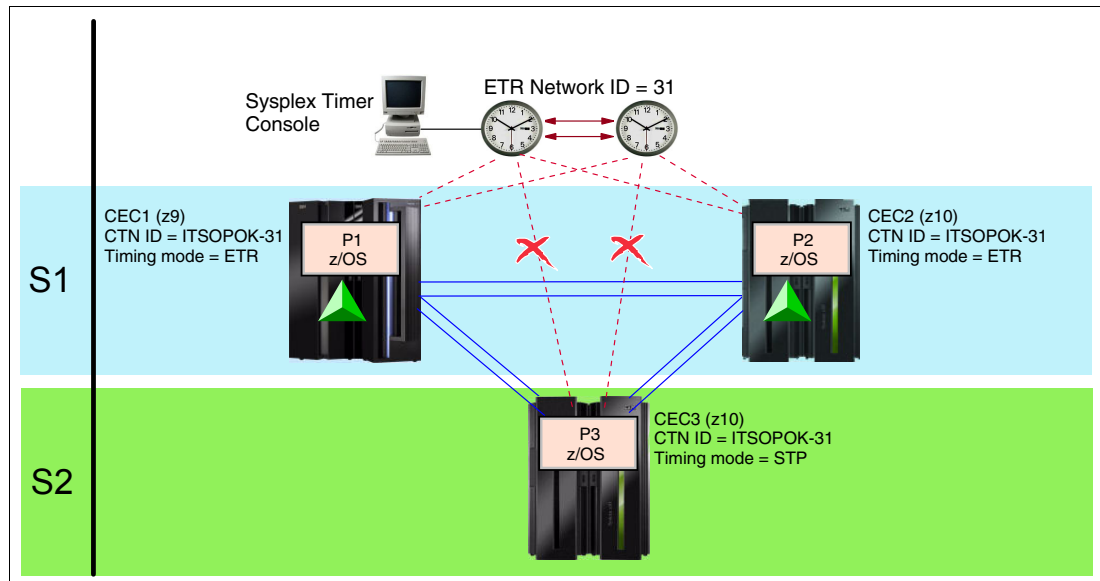 ETR Network ID = 31
Sysplex Timer
Console
CEC1 (z9)
CTN ID = ITSOPOK-31
Timing mode = ETR
P1
z/OS
P2
z/OS
CEC2 (z10)
CTN ID = ITSOPOK-31
Timing mode = ETR
S1
P3
z/OS
CEC3 (z10)
CTN ID = ITSOPOK-31
Timing mode = STP
S2